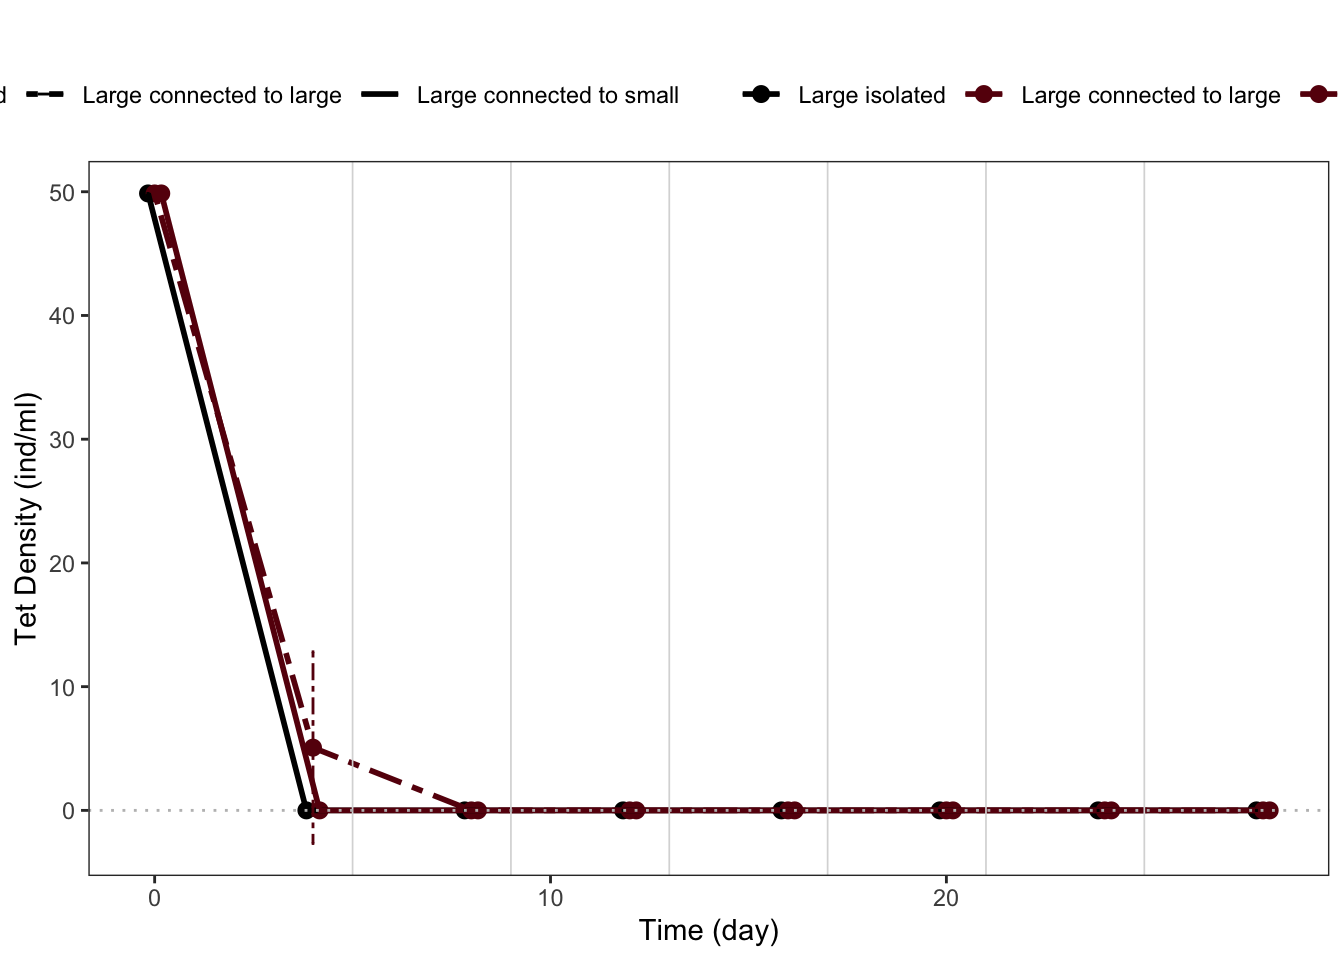 d Large connected to large Large connected to small Large isolated Large connected to large
50
40
30
20
10
0
Tet Density (ind/ml)
0 10 20
Time (day)